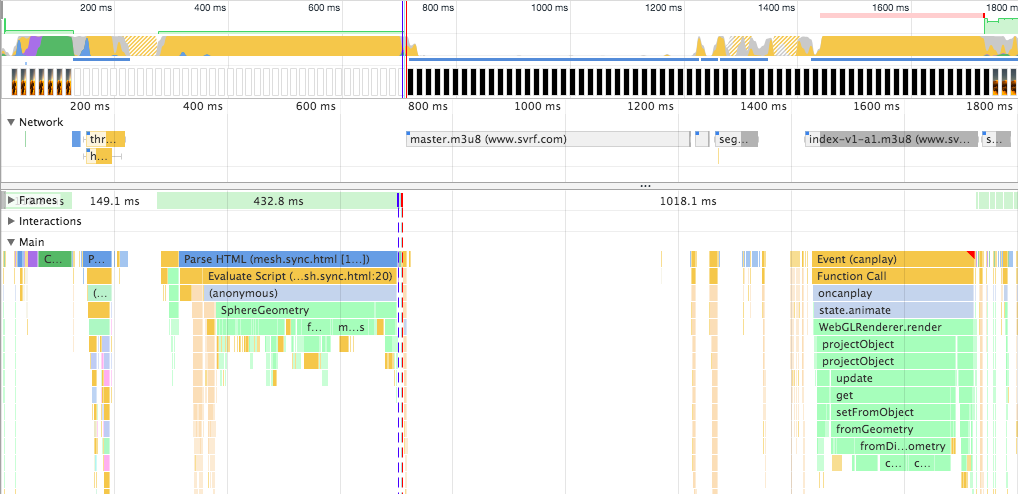 200 ms 400 ms 600 ms 800 ms 1000 ms 1200 ms 1400 ms 1600 ms 1800 m
200 ms 400 ms 600 ms 800 ms 1000 ms 1200 ms 1400 ms 1600 ms 1800 ms
Network
thr... master.m3u8 (www.svrf.com) seg... index-v1-a1.m3u8 (www.sv... s...
h...
...
Frames s 149.1 ms 432.8 ms 1018.1 ms
Interactions
Main
C... P... Parse HTML (mesh.sync.html [1...]) Event (canplay)
Evaluate Script (...sh.sync.html:20) Function Call
(... (anonymous) oncanplay
SphereGeometry state.animate
f... m...s WebGLRenderer.render
projectObject
projectObject
update
get
setFromObject
fromGeometry
fromDi...ometry
c... c...